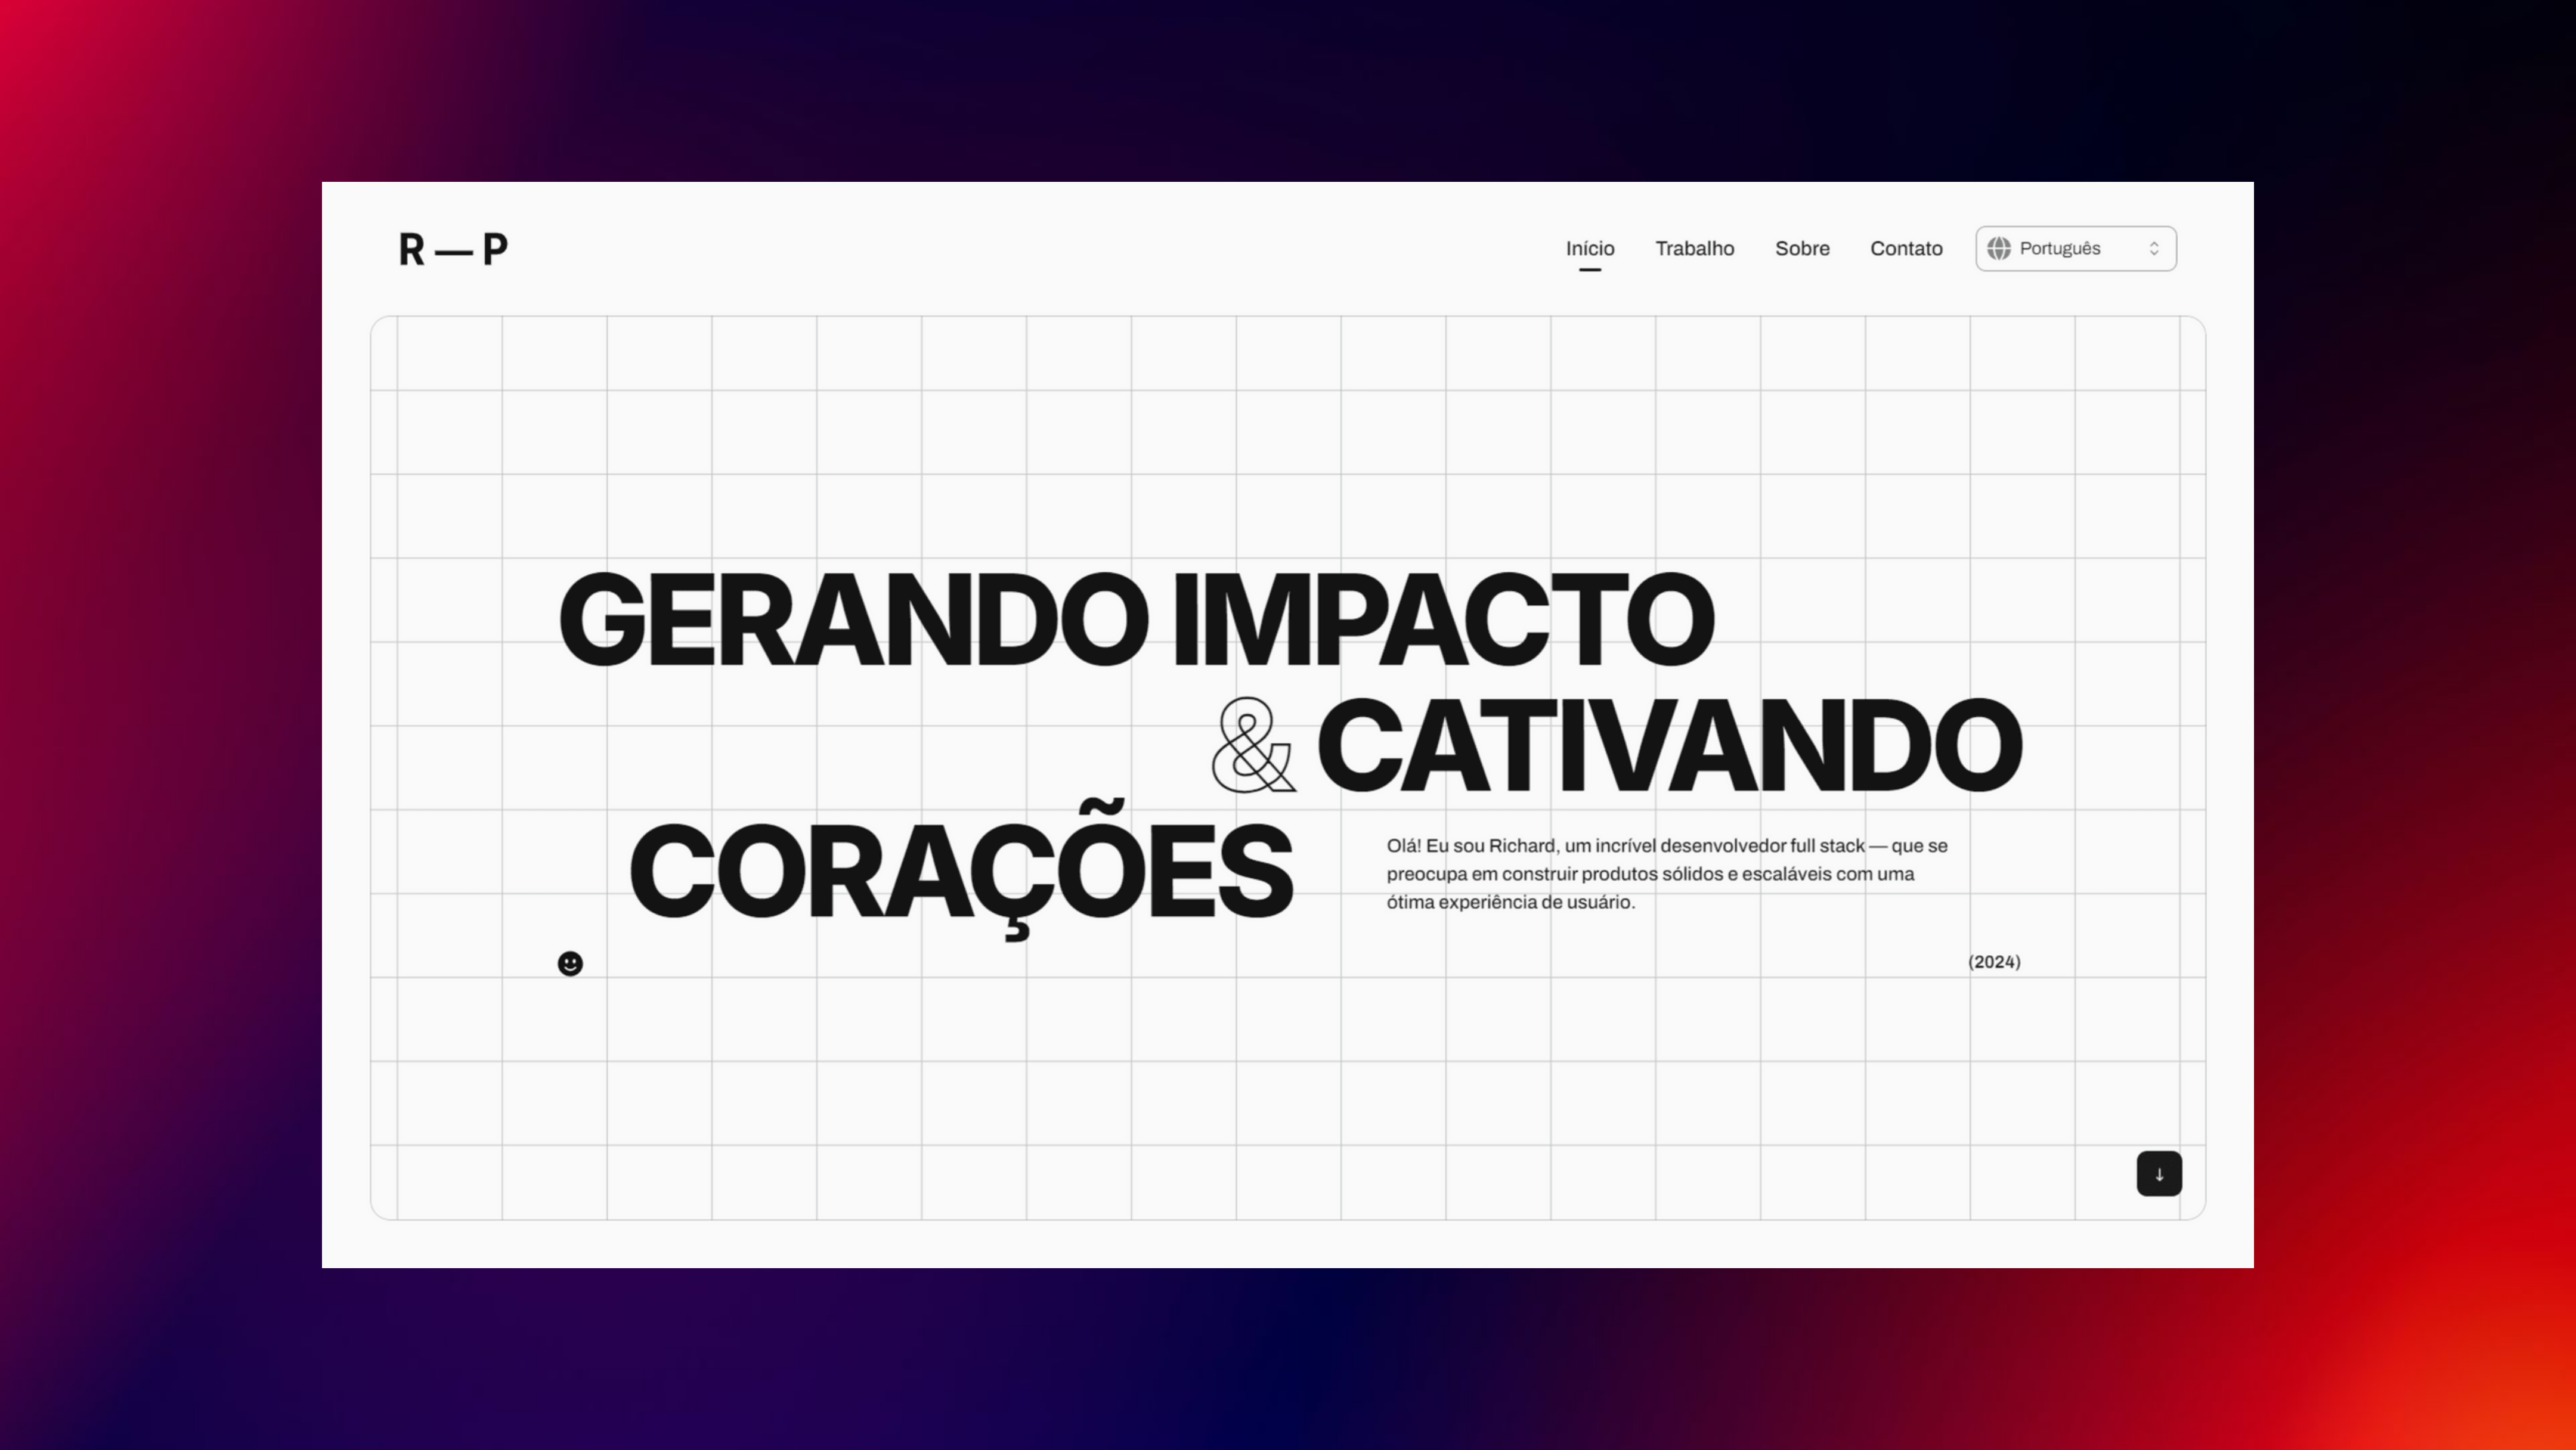 R — P
Início Trabalho Sobre Contato Português
GERANDO IMPACTO
& CATIVANDO
CORAÇÕES
Olá! Eu sou Richard, um incrível desenvolvedor full stack — que se
preocupa em construir produtos sólidos e escaláveis com uma
ótima experiência de usuário.
(2024)